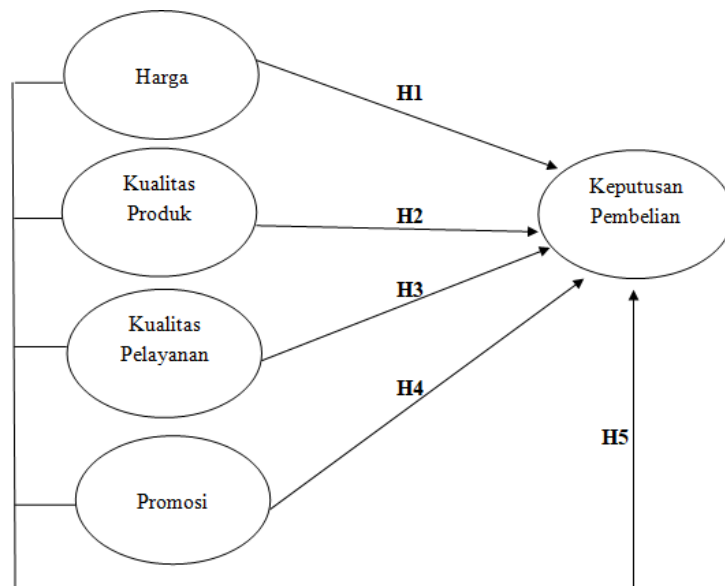 Harga
H1
Kualitas
Produk
H2
Keputusan
Pembelian
Kualitas
Pelayanan
H3
H4
Promosi
H5